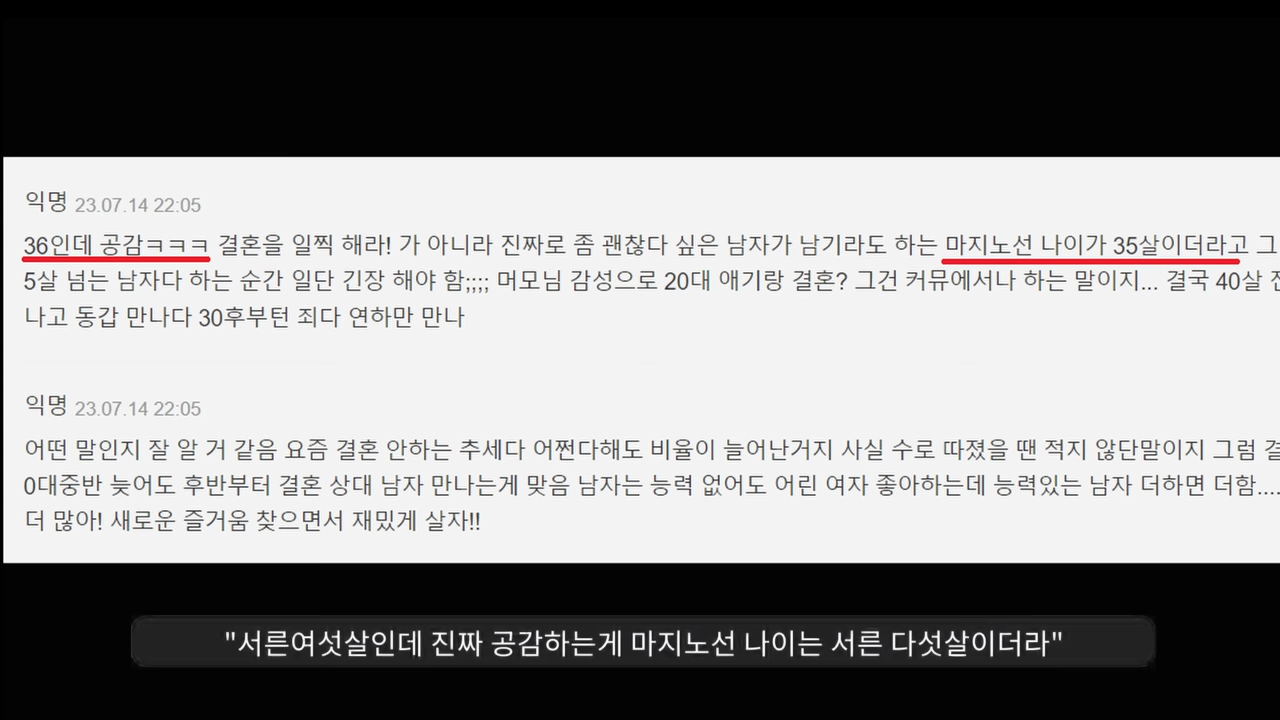 익명 23.07.14 22:05
36인데 공감ㅋㅋㅋ 결혼을 일찍 해라! 가 아니라 진짜로 좀 괜찮다 싶은 남자가 남기라도 하는 마지노선 나이가 35살이더라고 그
5살 넘는 남자다 하는 순간 일단 긴장 해야 함;;;; 머모님 감성으로 20대 애기랑 결혼? 그건 커뮤에서나 하는 말이지... 결국 40살
나고 동갑 만나다 30후부턴 죄다 연하만 만나
익명 23.07.14 22:05
어떤 말인지 잘 알 거 같음 요즘 결혼 안하는 추세다 어쩐다해도 비율이 늘어난거지 사실 수로 따졌을 땐 적지 않단말이지 그럼
0대중반 늦어도 후반부터 결혼 상대 남자 만나는게 맞음 남자는 능력 없어도 어린 여자 좋아하는데 능력있는 남자 더하면 더함....
더 많아! 새로운 즐거움 찾으면서 재밌게 살자!!
"서른여섯살인데 진짜 공감하는게 마지노선 나이는 서른 다섯살이더라"